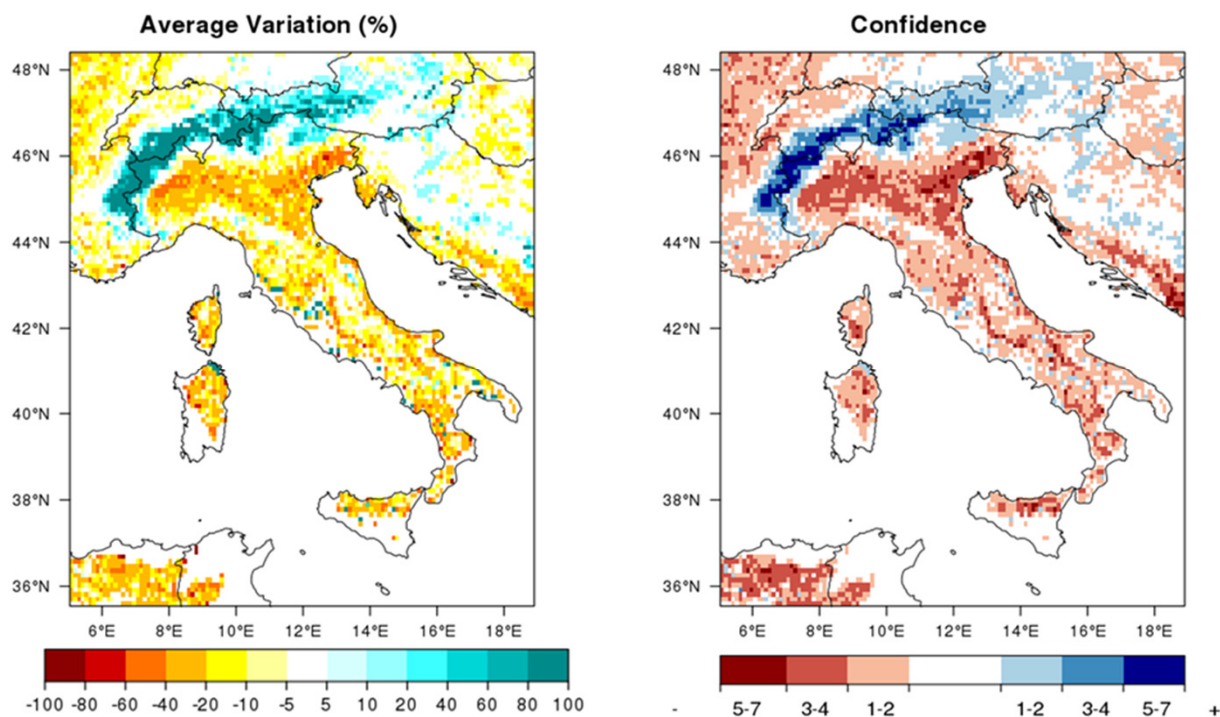 Average Variation (%)
Confidence
48°N
46°N
44°N
42°N
40°N
38°N
36°N
6°E 8°E 10°E 12°E 14°E 16°E 18°E
-100 -80 -60 -40 -20 -10 -5 5 10 20 40 60 80 100
48°N
46°N
44°N
42°N
40°N
38°N
36°N
6°E 8°E 10°E 12°E 14°E 16°E 18°E
- 5-7 3-4 1-2 1-2 3-4 5-7 +